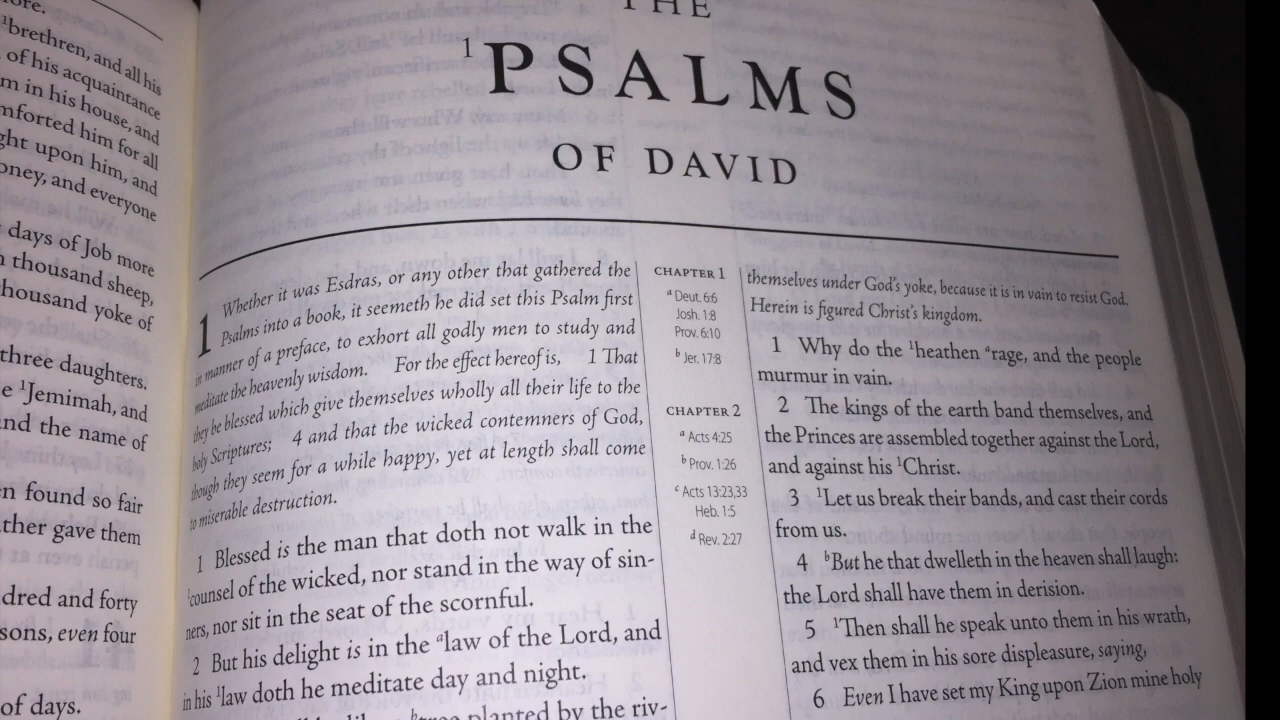 ore.
¹brethren, and all his
of his acquaintance
m in his house, and
mforted him for all
ght upon him, and
oney, and everyone
days of Job more
n thousand sheep,
housand yoke of
three daughters.
e ¹Jemimah, and
nd the name of
n found so fair
ther gave them
dred and forty
sons, even four
of days.
THE
¹PSALMS
OF DAVID
1 Whether it was Esdras, or any other that gathered the
Psalms into a book, it seemeth he did set this Psalm first
in manner of a preface, to exhort all godly men to study and
meditate the heavenly wisdom. For the effect hereof is, 1 That
they be blessed which give themselves wholly all their life to the
holy Scriptures; 4 and that the wicked contemners of God,
though they seem for a while happy, yet at length shall come
to miserable destruction.
1 Blessed is the man that doth not walk in the
¹counsel of the wicked, nor stand in the way of sin-
ners, nor sit in the seat of the scornful.
2 But his delight is in the ᵃlaw of the Lord, and
in his ¹law doth he meditate day and night.
planted by the riv-
CHAPTER 1
ᵃ Deut. 6:6
Josh. 1:8
Prov. 6:10
ᵇ Jer. 17:8
CHAPTER 2
ᵃ Acts 4:25
ᵇ Prov. 1:26
ᶜ Acts 13:23,33
Heb. 1:5
ᵈ Rev. 2:27
themselves under God's yoke, because it is in vain to resist God.
Herein is figured Christ's kingdom.
1 Why do the ¹heathen ᵃrage, and the people
murmur in vain.
2 The kings of the earth band themselves, and
the Princes are assembled together against the Lord,
and against his ¹Christ.
3 ¹Let us break their bands, and cast their cords
from us.
4 ᵇBut he that dwelleth in the heaven shall laugh:
the Lord shall have them in derision.
5 ¹Then shall he speak unto them in his wrath,
and vex them in his sore displeasure, saying,
6 Even I have set my King upon Zion mine holy